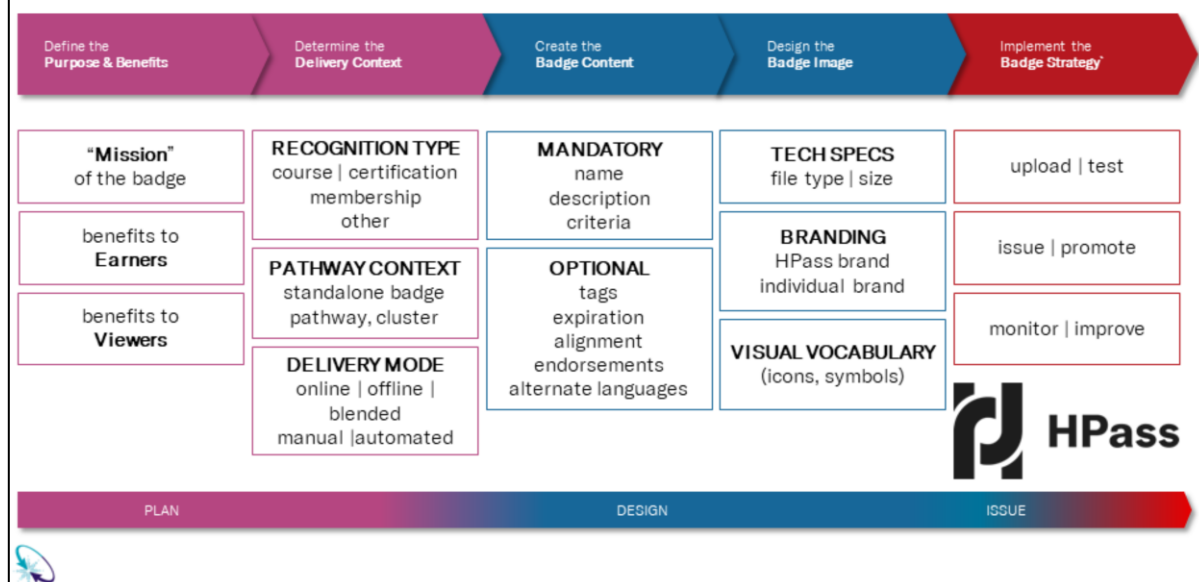 Define the
Purpose & Benefits
Determine the
Delivery Context
Create the
Badge Content
Design the
Badge Image
Implement the
Badge Strategy`
"Mission"
of the badge
benefits to
Earners
benefits to
Viewers
RECOGNITION TYPE
course | certification
membership
other
PATHWAY CONTEXT
standalone badge
pathway, cluster
DELIVERY MODE
online | offline |
blended
manual |automated
MANDATORY
name
description
criteria
OPTIONAL
tags
expiration
alignment
endorsements
alternate languages
TECH SPECS
file type | size
BRANDING
HPass brand
individual brand
VISUAL VOCABULARY
(icons, symbols)
upload | test
issue | promote
monitor | improve
HPass
PLAN
DESIGN
ISSUE